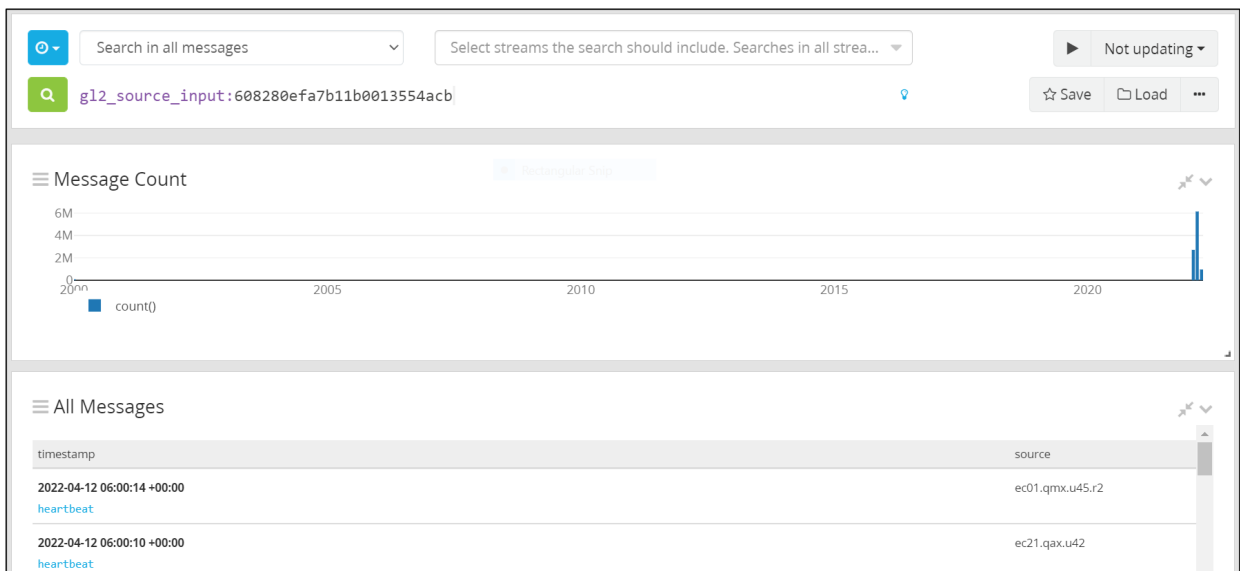 Search in all messages
Select streams the search should include. Searches in all strea...
Not updating
gl2_source_input:608280efa7b11b0013554acb
Save
Load
Message Count
Rectangular Snip
6M
4M
2M
0
2000 2005 2010 2015 2020
count()
All Messages
timestamp source
2022-04-12 06:00:14 +00:00 ec01.qmx.u45.r2
heartbeat
2022-04-12 06:00:10 +00:00 ec21.qax.u42
heartbeat